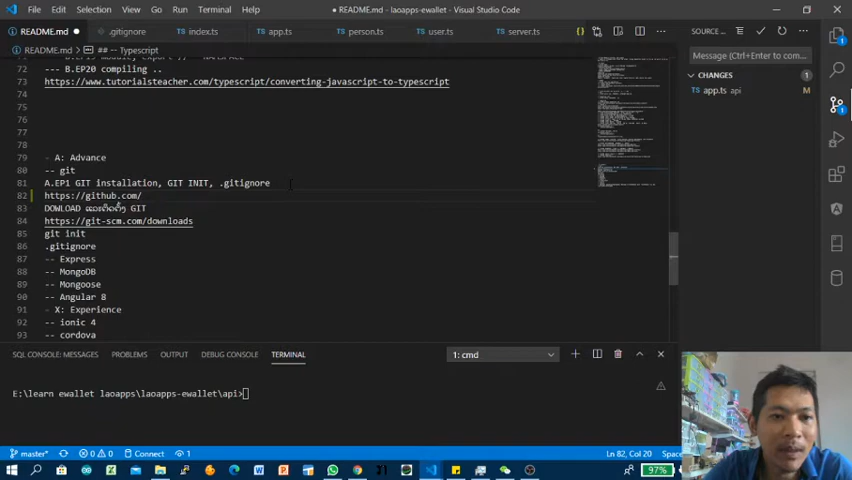 File Edit Selection View Go Run Terminal Help
● README.md - laoapps-ewallet - Visual Studio Code
README.md ● .gitignore index.ts app.ts person.ts user.ts server.ts {}
README.md > ## -- Typescript
72 --- B.EP20 compiling ..
73 https://www.tutorialsteacher.com/typescript/converting-javascript-to-typescript
74
75
76
77
78
79 - A: Advance
80 -- git
81 A.EP1 GIT installation, GIT INIT, .gitignore
82 https://github.com/
83 DOWLOAD GIT
84 https://git-scm.com/downloads
85 git init
86 .gitignore
87 -- Express
88 -- MongoDB
89 -- Mongoose
90 -- Angular 8
91 - X: Experience
92 -- ionic 4
93 -- cordova
SOURCE ...
Message (Ctrl+Enter
CHANGES 1
app.ts api M
SQL CONSOLE: MESSAGES PROBLEMS OUTPUT DEBUG CONSOLE TERMINAL 1: cmd
E:\learn ewallet laoapps\laoapps-ewallet\api>
master* 0 0 Connect 1 Ln 82, Col 20 Space
97%